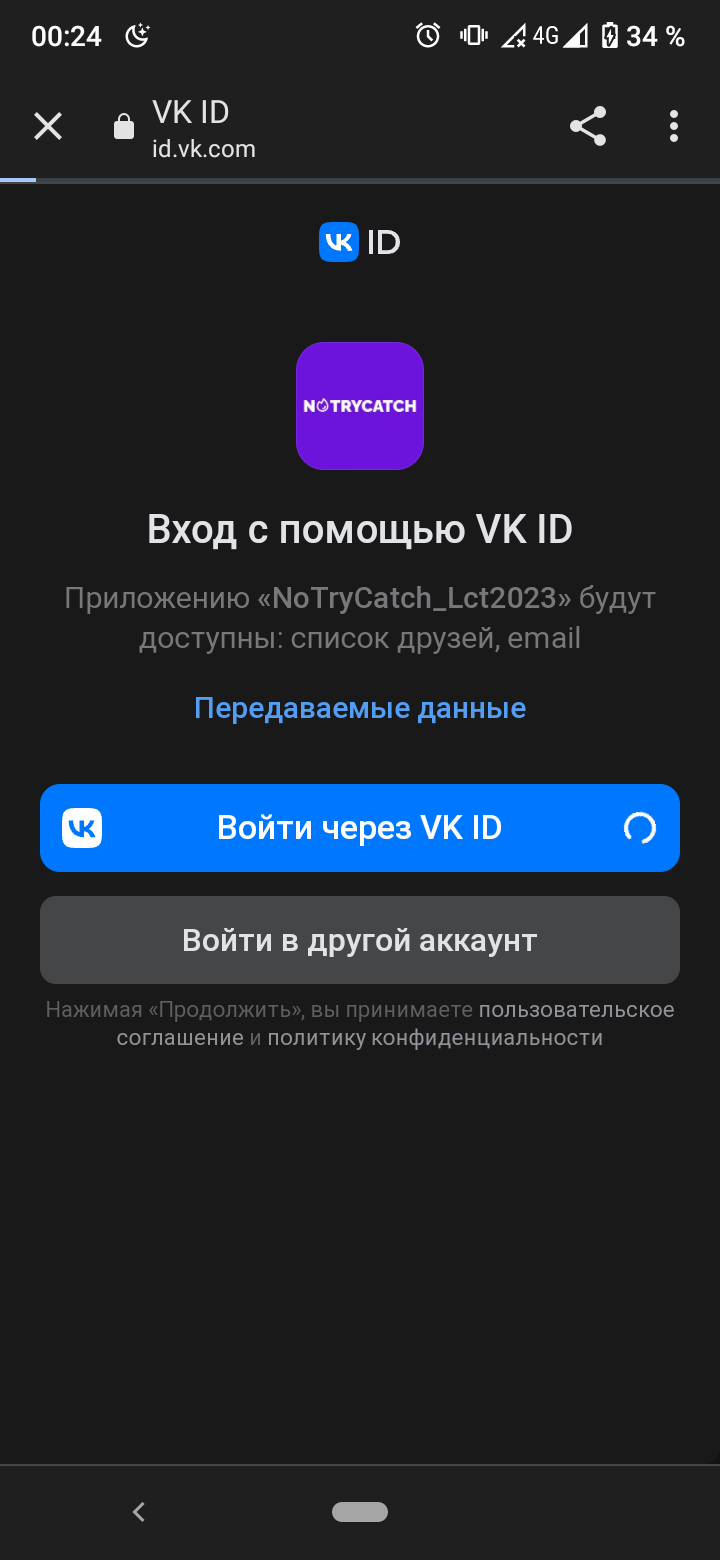 00:24
4G
34 %
VK ID
id.vk.com
VK ID
NOTRYCATCH
Вход с помощью VK ID
Приложению «NoTryCatch_Lct2023» будут
доступны: список друзей, email
Передаваемые данные
VK Войти через VK ID
Войти в другой аккаунт
Нажимая «Продолжить», вы принимаете пользовательское
соглашение и политику конфиденциальности